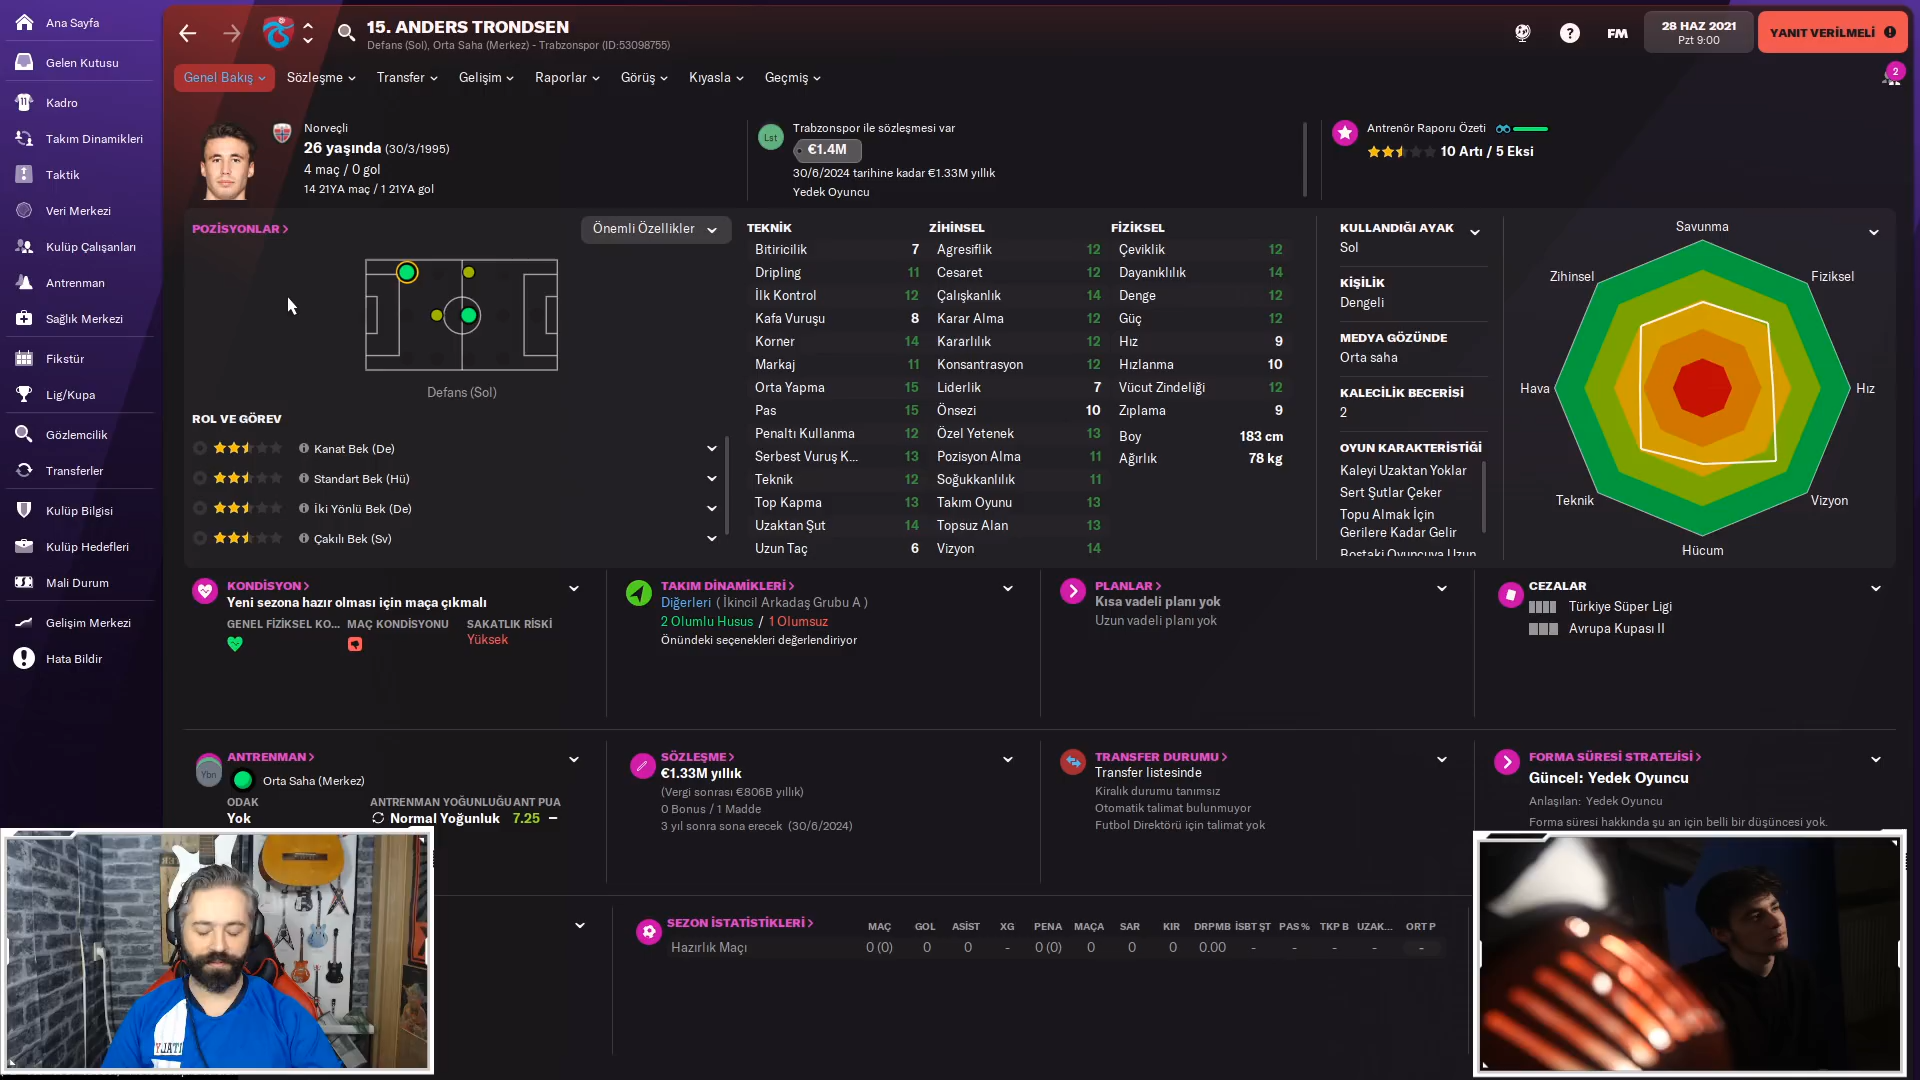 Ana Sayfa
Gelen Kutusu
Kadro
Takım Dinamikleri
Taktik
Veri Merkezi
Kulüp Çalışanları
Antrenman
Sağlık Merkezi
Fikstür
Lig/Kupa
Gözlemcilik
Transferler
Kulüp Bilgisi
Kulüp Hedefleri
Mali Durum
Gelişim Merkezi
Hata Bildir
15. ANDERS TRONDSEN
Defans (Sol), Orta Saha (Merkez) - Trabzonspor (ID:53098755)
FM
28 HAZ 2021
Pzt 9:00
YANIT VERİLMELİ
Genel Bakış Sözleşme Transfer Gelişim Raporlar Görüş Kıyasla Geçmiş
2
Norveçli
26 yaşında (30/3/1995)
4 maç / 0 gol
14 21YA maç / 1 21YA gol
Lst
Trabzonspor ile sözleşmesi var
€1.4M
30/6/2024 tarihine kadar €1.33M yıllık
Yedek Oyuncu
Antrenör Raporu Özeti
10 Artı / 5 Eksi
POZİSYONLAR
Önemli Özellikler
Defans (Sol)
ROL VE GÖREV
Kanat Bek (De)
Standart Bek (Hü)
İki Yönlü Bek (De)
Çakılı Bek (Sv)
TEKNİK
Bitiricilik 7
Dripling 11
İlk Kontrol 12
Kafa Vuruşu 8
Korner 14
Markaj 11
Orta Yapma 15
Pas 15
Penaltı Kullanma 12
Serbest Vuruş K... 13
Teknik 12
Top Kapma 13
Uzaktan Şut 14
Uzun Taç 6
ZİHİNSEL
Agresiflik 12
Cesaret 12
Çalışkanlık 14
Karar Alma 12
Kararlılık 12
Konsantrasyon 12
Liderlik 7
Önsezi 10
Özel Yetenek 13
Pozisyon Alma 11
Soğukkanlılık 11
Takım Oyunu 13
Topsuz Alan 13
Vizyon 14
FİZİKSEL
Çeviklik 12
Dayanıklılık 14
Denge 12
Güç 12
Hız 9
Hızlanma 10
Vücut Zindeliği 12
Zıplama 9
Boy 183 cm
Ağırlık 78 kg
KULLANDIĞI AYAK
Sol
KİŞİLİK
Dengeli
MEDYA GÖZÜNDE
Orta saha
KALECİLİK BECERİSİ
2
OYUN KARAKTERİSTİĞİ
Kaleyi Uzaktan Yoklar
Sert Şutlar Çeker
Topu Almak İçin
Gerilere Kadar Gelir
Rostaki Oyuncuya Uzun
Savunma
Zihinsel
Fiziksel
Hava
Hız
Teknik
Vizyon
Hücum
KONDİSYON
Yeni sezona hazır olması için maça çıkmalı
GENEL FİZİKSEL KO... MAÇ KONDİSYONU SAKATLIK RİSKİ
Yüksek
TAKIM DİNAMİKLERİ
Diğerleri ( İkincil Arkadaş Grubu A )
2 Olumlu Husus / 1 Olumsuz
Önündeki seçenekleri değerlendiriyor
PLANLAR
Kısa vadeli planı yok
Uzun vadeli planı yok
CEZALAR
Türkiye Süper Ligi
Avrupa Kupası II
ANTRENMAN
Ybn
Orta Saha (Merkez)
ODAK ANTRENMAN YOĞUNLUĞU ANT PUA
Yok Normal Yoğunluk 7.25
SÖZLEŞME
€1.33M yıllık
(Vergi sonrası €806B yıllık)
0 Bonus / 1 Madde
3 yıl sonra sona erecek (30/6/2024)
TRANSFER DURUMU
Transfer listesinde
Kiralık durumu tanımsız
Otomatik talimat bulunmuyor
Futbol Direktörü için talimat yok
FORMA SÜRESİ STRATEJİSİ
Güncel: Yedek Oyuncu
Anlaşılan: Yedek Oyuncu
Forma süresi hakkında şu an için belli bir düşüncesi yok.
SEZON İSTATİSTİKLERİ MAÇ GOL ASİST XG PENA MAÇA SAR KIR DRPMB İSBT ŞT PAS % TKP B UZAK... ORT P
Hazırlık Maçı 0 (0) 0 0 - 0 (0) 0 0 0 0.00 - - - - -